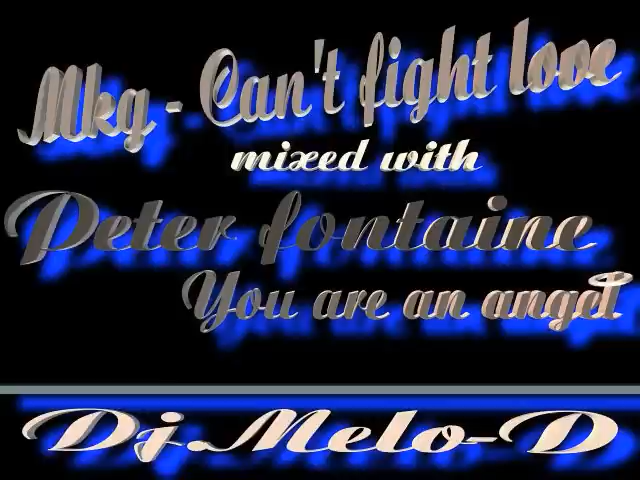 Mkg - Can't fight love
mixed with
Peter fontaine
You are an angel
Dj Melo-D